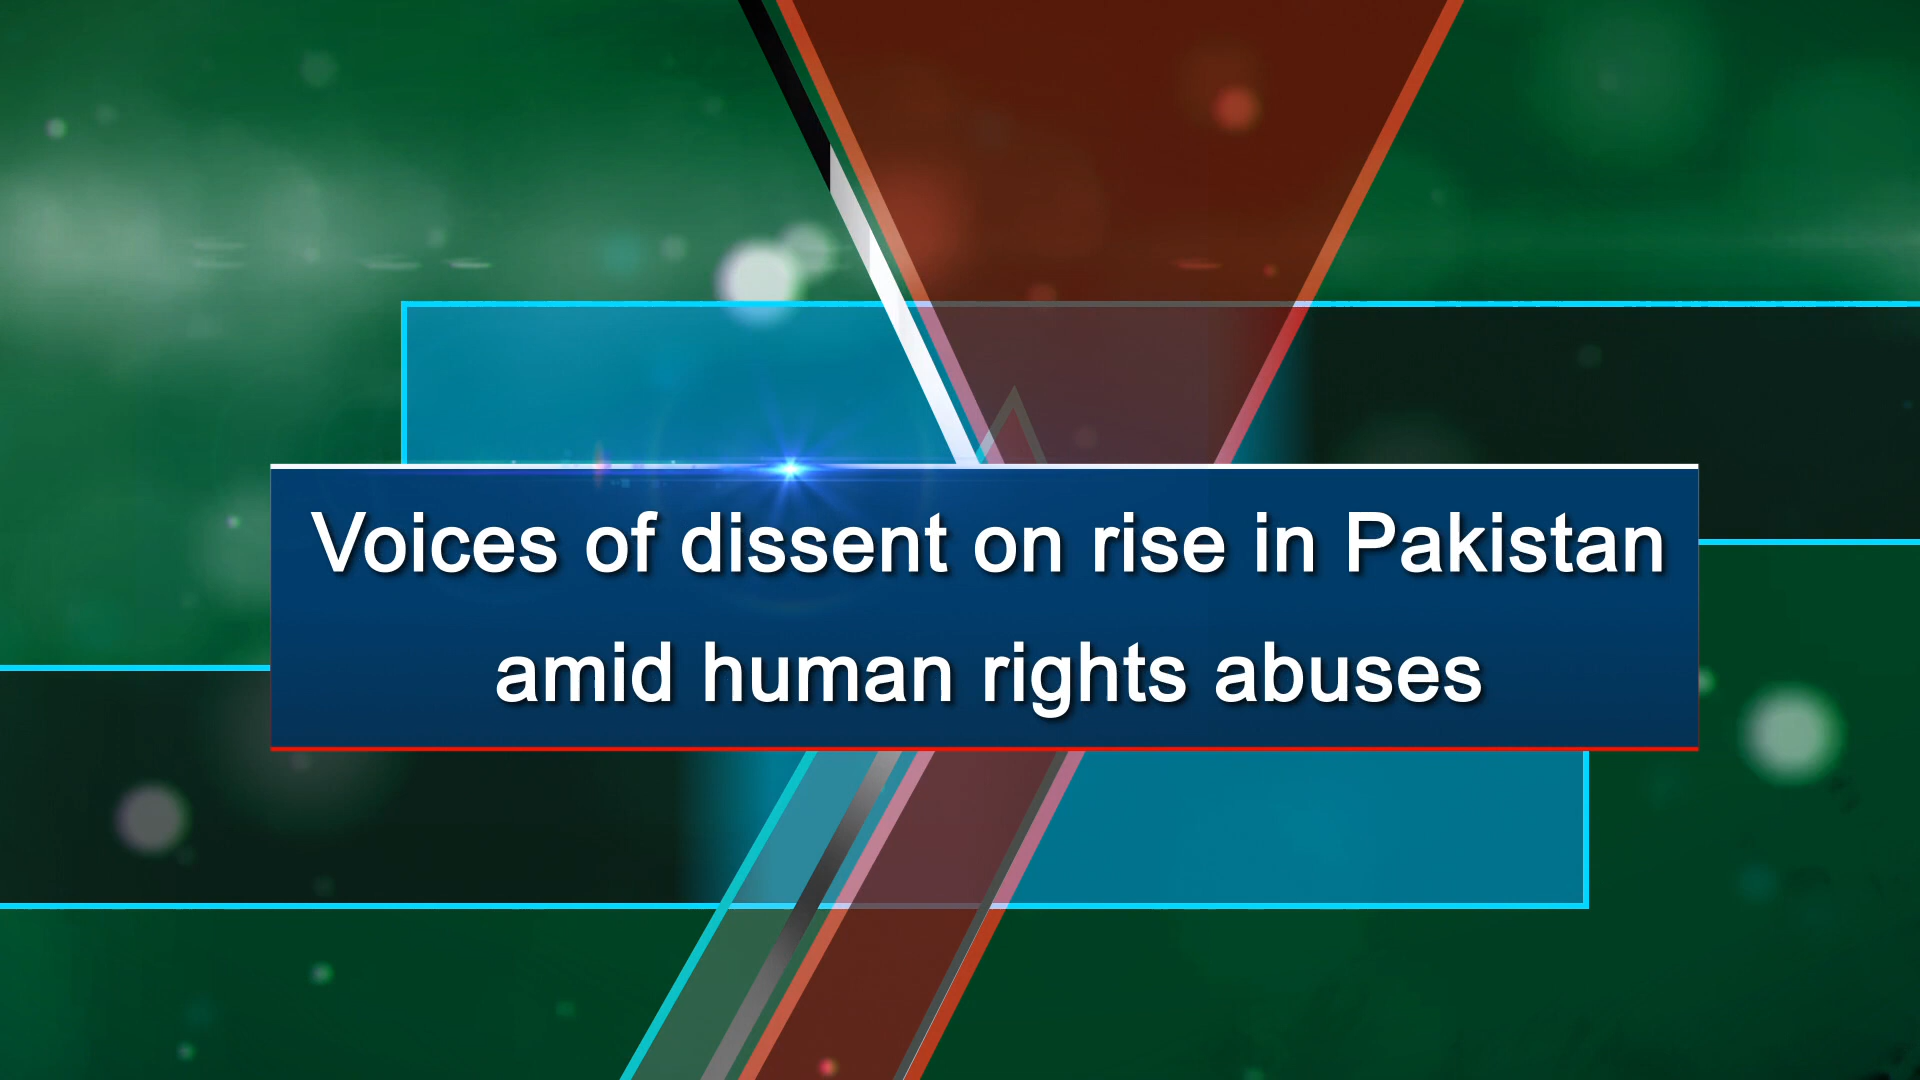 Voices of dissent on rise in Pakistan
amid human rights abuses